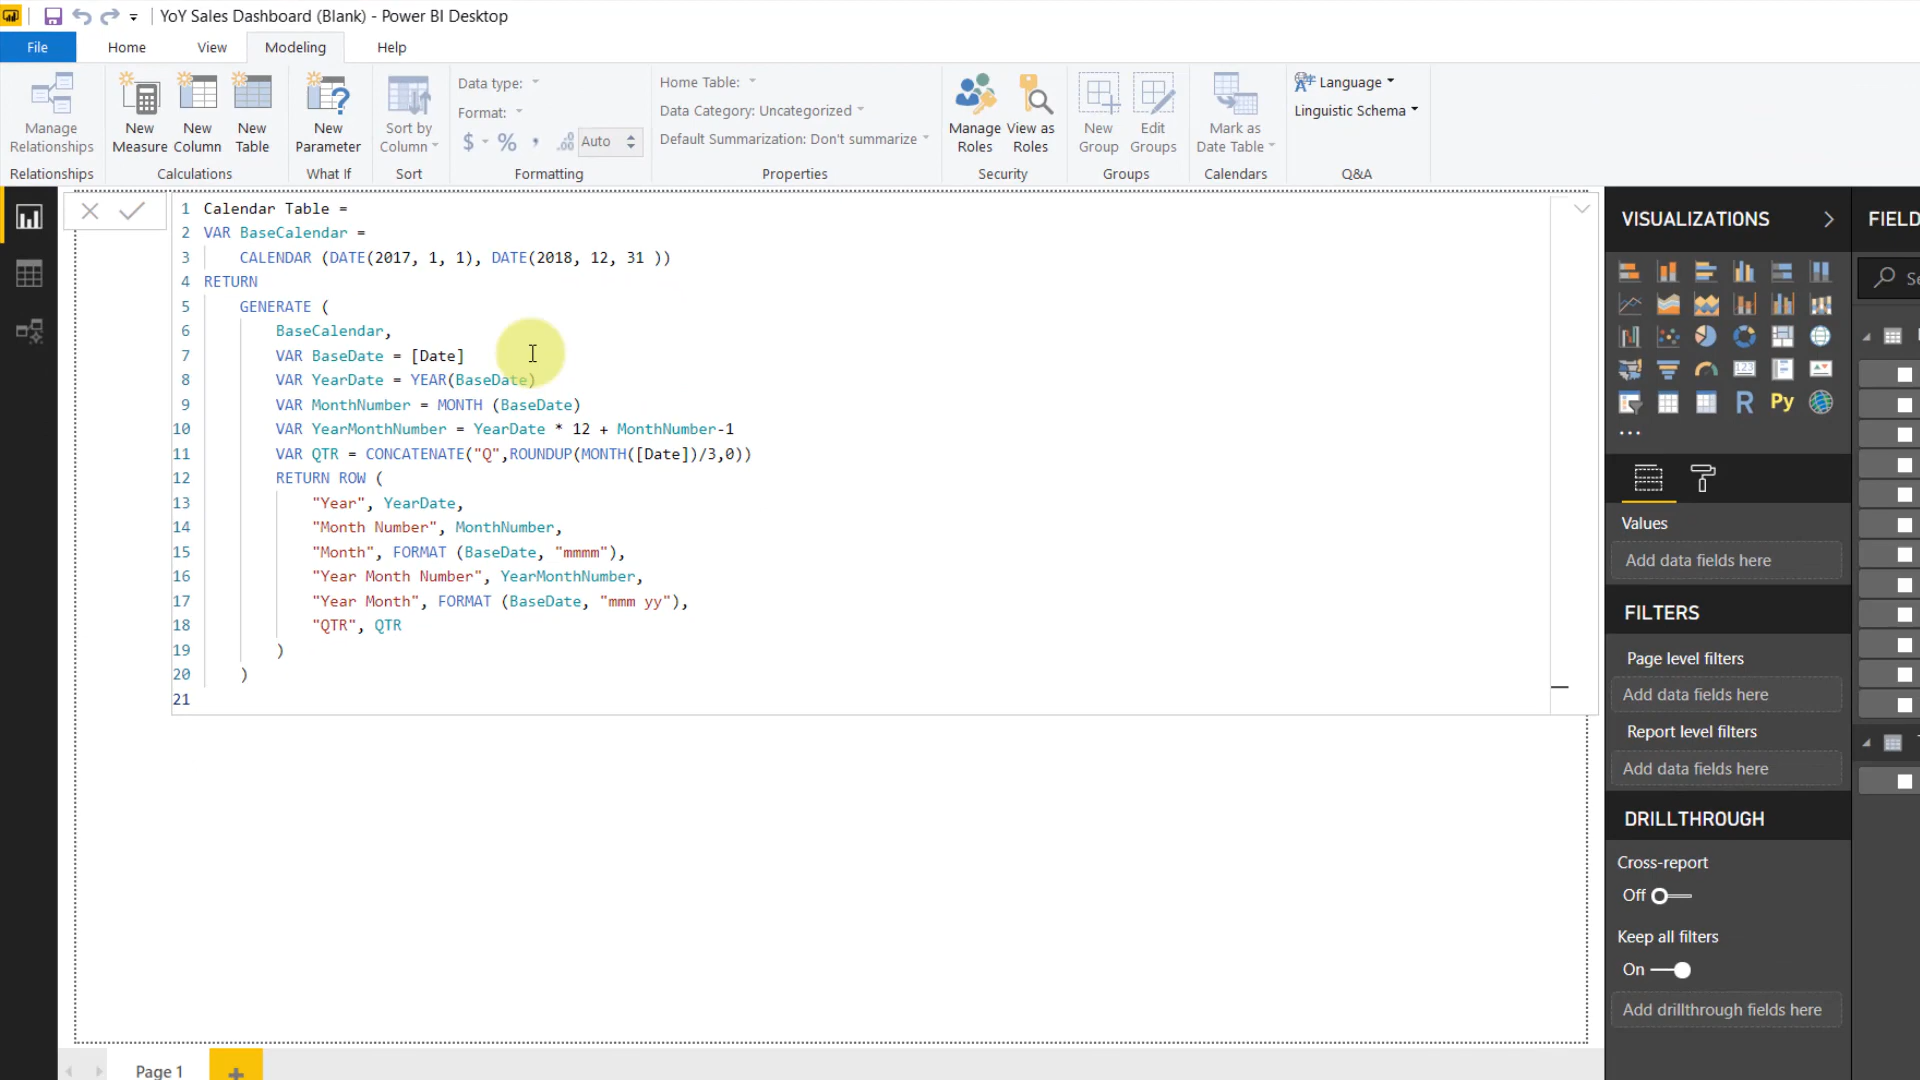 YoY Sales Dashboard (Blank) - Power BI Desktop
File Home View Modeling Help
Manage Relationships
Relationships
New Measure
New Column
New Table
Calculations
New Parameter
What If
Sort by Column
Sort
Data type:
Format:
$ % , .00 Auto
Formatting
Home Table:
Data Category: Uncategorized
Default Summarization: Don't summarize
Properties
Manage Roles
View as Roles
Security
New Group
Edit Groups
Groups
Mark as Date Table
Calendars
Language
Linguistic Schema
Q&A
1 Calendar Table =
2 VAR BaseCalendar =
3 CALENDAR (DATE(2017, 1, 1), DATE(2018, 12, 31 ))
4 RETURN
5 GENERATE (
6 BaseCalendar,
7 VAR BaseDate = [Date]
8 VAR YearDate = YEAR(BaseDate)
9 VAR MonthNumber = MONTH (BaseDate)
10 VAR YearMonthNumber = YearDate * 12 + MonthNumber-1
11 VAR QTR = CONCATENATE("Q",ROUNDUP(MONTH([Date])/3,0))
12 RETURN ROW (
13 "Year", YearDate,
14 "Month Number", MonthNumber,
15 "Month", FORMAT (BaseDate, "mmmm"),
16 "Year Month Number", YearMonthNumber,
17 "Year Month", FORMAT (BaseDate, "mmm yy"),
18 "QTR", QTR
19 )
20 )
21
VISUALIZATIONS
R Py
Values
Add data fields here
FILTERS
Page level filters
Add data fields here
Report level filters
Add data fields here
DRILLTHROUGH
Cross-report
Off
Keep all filters
On
Add drillthrough fields here
FIELD
Se
Page 1